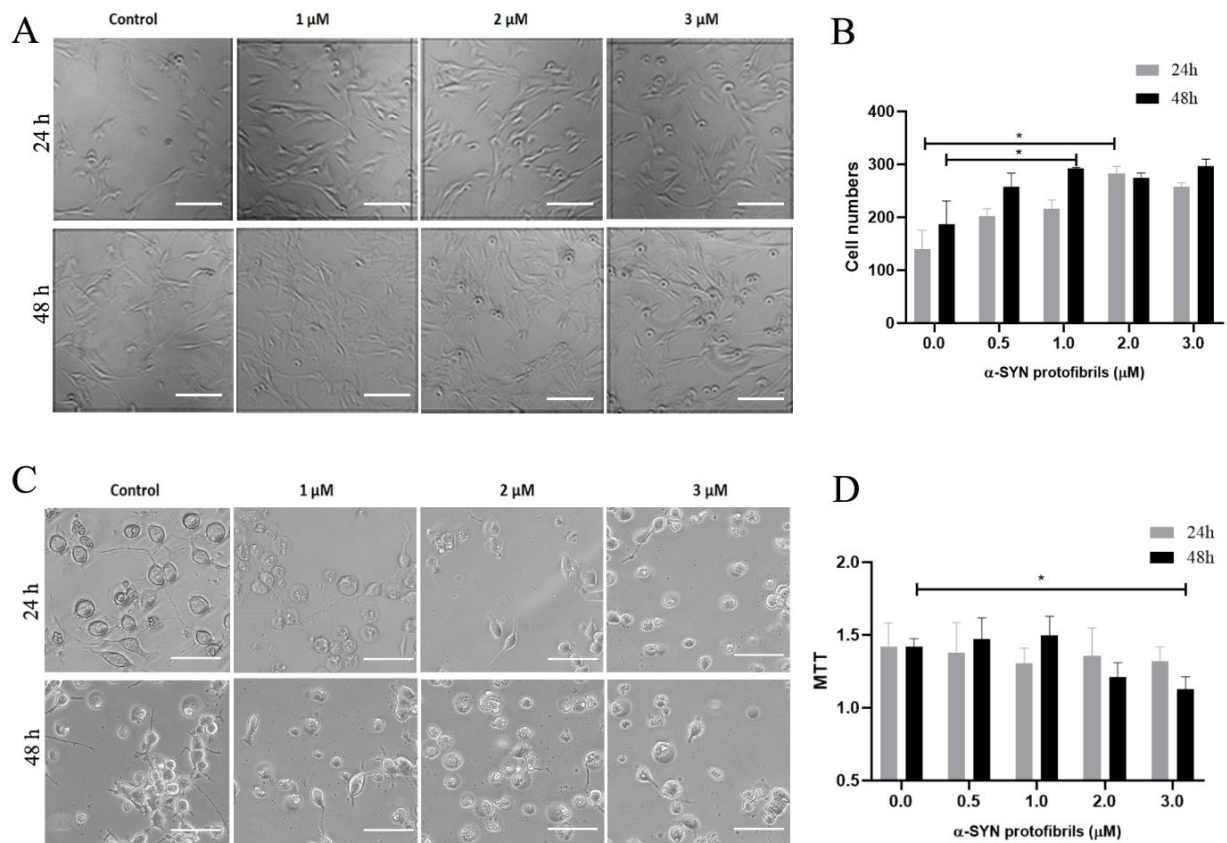 A
Control
1 μM
2 μM
3 μM
24 h
48 h
B
24h
48h
*
*
400
300
200
100
0
Cell numbers
0.0
0.5
1.0
2.0
3.0
α-SYN protofibrils (μM)
C
Control
1 μM
2 μM
3 μM
24 h
48 h
D
24h
48h
*
2.0
1.5
1.0
0.5
MTT
0.0
0.5
1.0
2.0
3.0
α-SYN protofibrils (μM)